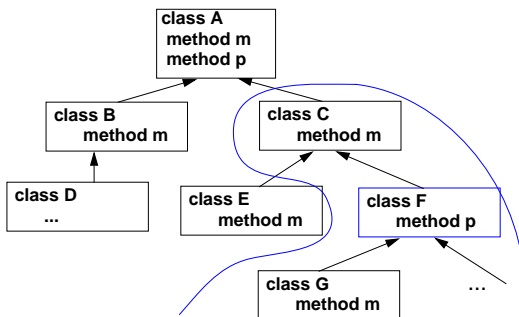 class A
method m
method p
class B
method m
class C
method m
class D
...
class E
method m
class F
method p
class G
method m
...